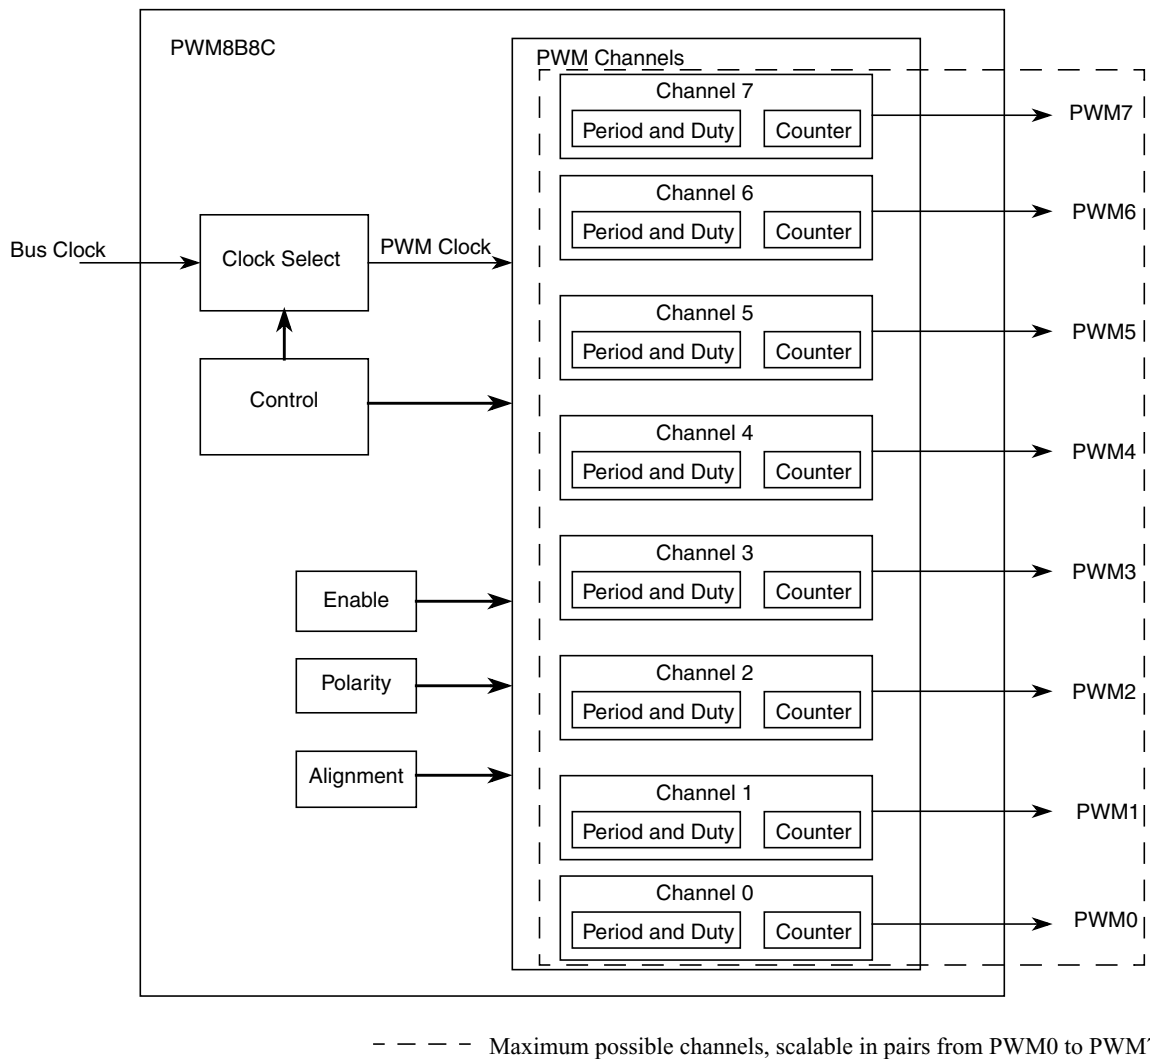 PWM8B8C
PWM Channels
Channel 7
Period and Duty
Counter
PWM7
Channel 6
Period and Duty
Counter
PWM6
Bus Clock
Clock Select
PWM Clock
Channel 5
Period and Duty
Counter
PWM5
Control
Channel 4
Period and Duty
Counter
PWM4
Channel 3
Period and Duty
Counter
PWM3
Enable
Channel 2
Period and Duty
Counter
PWM2
Polarity
Alignment
Channel 1
Period and Duty
Counter
PWM1
Channel 0
Period and Duty
Counter
PWM0
Maximum possible channels, scalable in pairs from PWM0 to PWM7